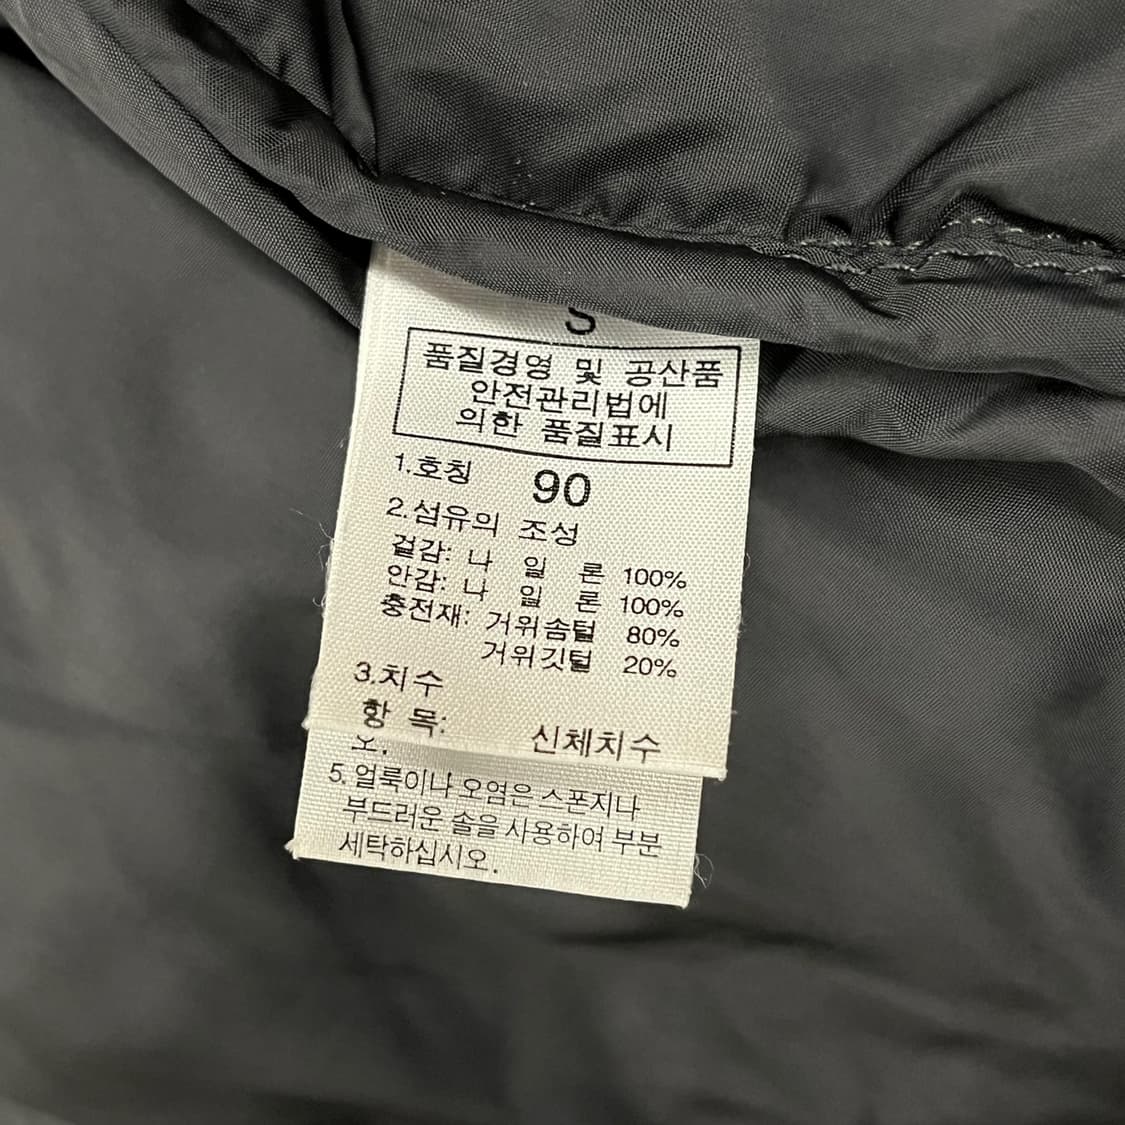 S
품질경영 및 공산품
안전관리법에
의한 품질표시
1.호칭 90
2.섬유의 조성
겉감: 나 일 론 100%
안감: 나 일 론 100%
충전재: 거위솜털 80%
거위깃털 20%
3.치수
항 목: 신체치수
오.
5. 얼룩이나 오염은 스폰지나
부드러운 솔을 사용하여 부분
세탁하십시오.